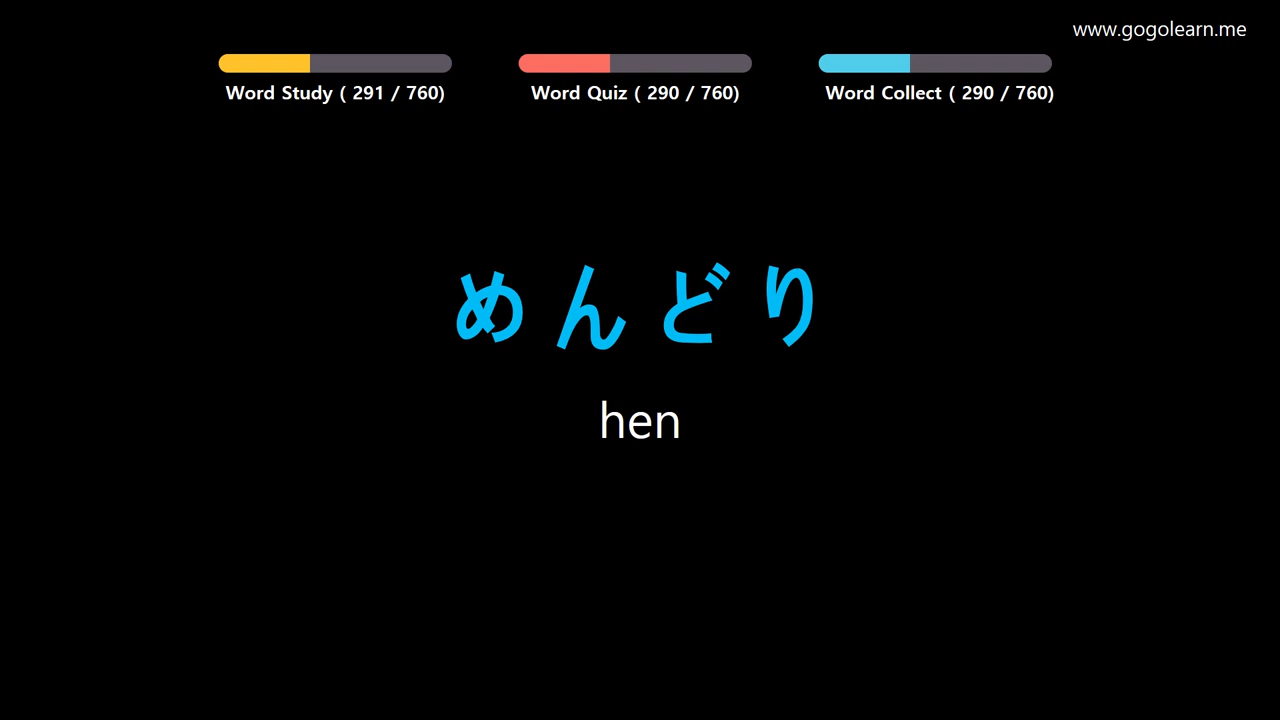 www.gogolearn.me
Word Study ( 291 / 760)
Word Quiz ( 290 / 760)
Word Collect ( 290 / 760)
めんどり
hen